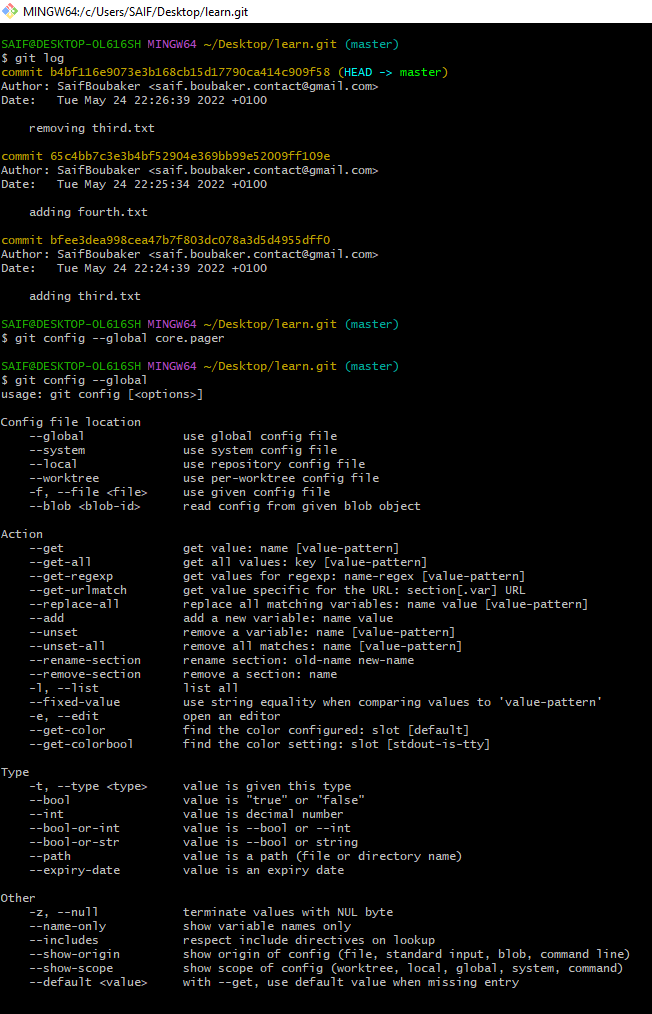 MINGW64:/c/Users/SAIF/Desktop/learn.git
SAIF@DESKTOP-OL616SH MINGW64 ~/Desktop/learn.git (master)
$ git log
commit b4bf116e9073e3b168cb15d17790ca414c909f58 (HEAD -> master)
Author: SaifBoubaker <saif.boubaker.contact@gmail.com>
Date:   Tue May 24 22:26:39 2022 +0100
    removing third.txt
commit 65c4bb7c3e3b4bf52904e369bb99e52009ff109e
Author: SaifBoubaker <saif.boubaker.contact@gmail.com>
Date:   Tue May 24 22:25:34 2022 +0100
    adding fourth.txt
commit bfee3dea998cea47b7f803dc078a3d5d4955dff0
Author: SaifBoubaker <saif.boubaker.contact@gmail.com>
Date:   Tue May 24 22:24:39 2022 +0100
    adding third.txt
SAIF@DESKTOP-OL616SH MINGW64 ~/Desktop/learn.git (master)
$ git config --global core.pager
SAIF@DESKTOP-OL616SH MINGW64 ~/Desktop/learn.git (master)
$ git config --global
usage: git config [<options>]
Config file location
    --global              use global config file
    --system              use system config file
    --local               use repository config file
    --worktree            use per-worktree config file
    -f, --file <file>     use given config file
    --blob <blob-id>      read config from given blob object
Action
    --get                 get value: name [value-pattern]
    --get-all             get all values: key [value-pattern]
    --get-regexp          get values for regexp: name-regex [value-pattern]
    --get-urlmatch        get value specific for the URL: section[.var] URL
    --replace-all         replace all matching variables: name value [value-pattern]
    --add                 add a new variable: name value
    --unset               remove a variable: name [value-pattern]
    --unset-all           remove all matches: name [value-pattern]
    --rename-section      rename section: old-name new-name
    --remove-section      remove a section: name
    -l, --list            list all
    --fixed-value         use string equality when comparing values to 'value-pattern'
    -e, --edit            open an editor
    --get-color           find the color configured: slot [default]
    --get-colorbool       find the color setting: slot [stdout-is-tty]
Type
    -t, --type <type>     value is given this type
    --bool                value is "true" or "false"
    --int                 value is decimal number
    --bool-or-int         value is --bool or --int
    --bool-or-str         value is --bool or string
    --path                value is a path (file or directory name)
    --expiry-date         value is an expiry date
Other
    -z, --null            terminate values with NUL byte
    --name-only           show variable names only
    --includes            respect include directives on lookup
    --show-origin         show origin of config (file, standard input, blob, command line)
    --show-scope          show scope of config (worktree, local, global, system, command)
    --default <value>     with --get, use default value when missing entry